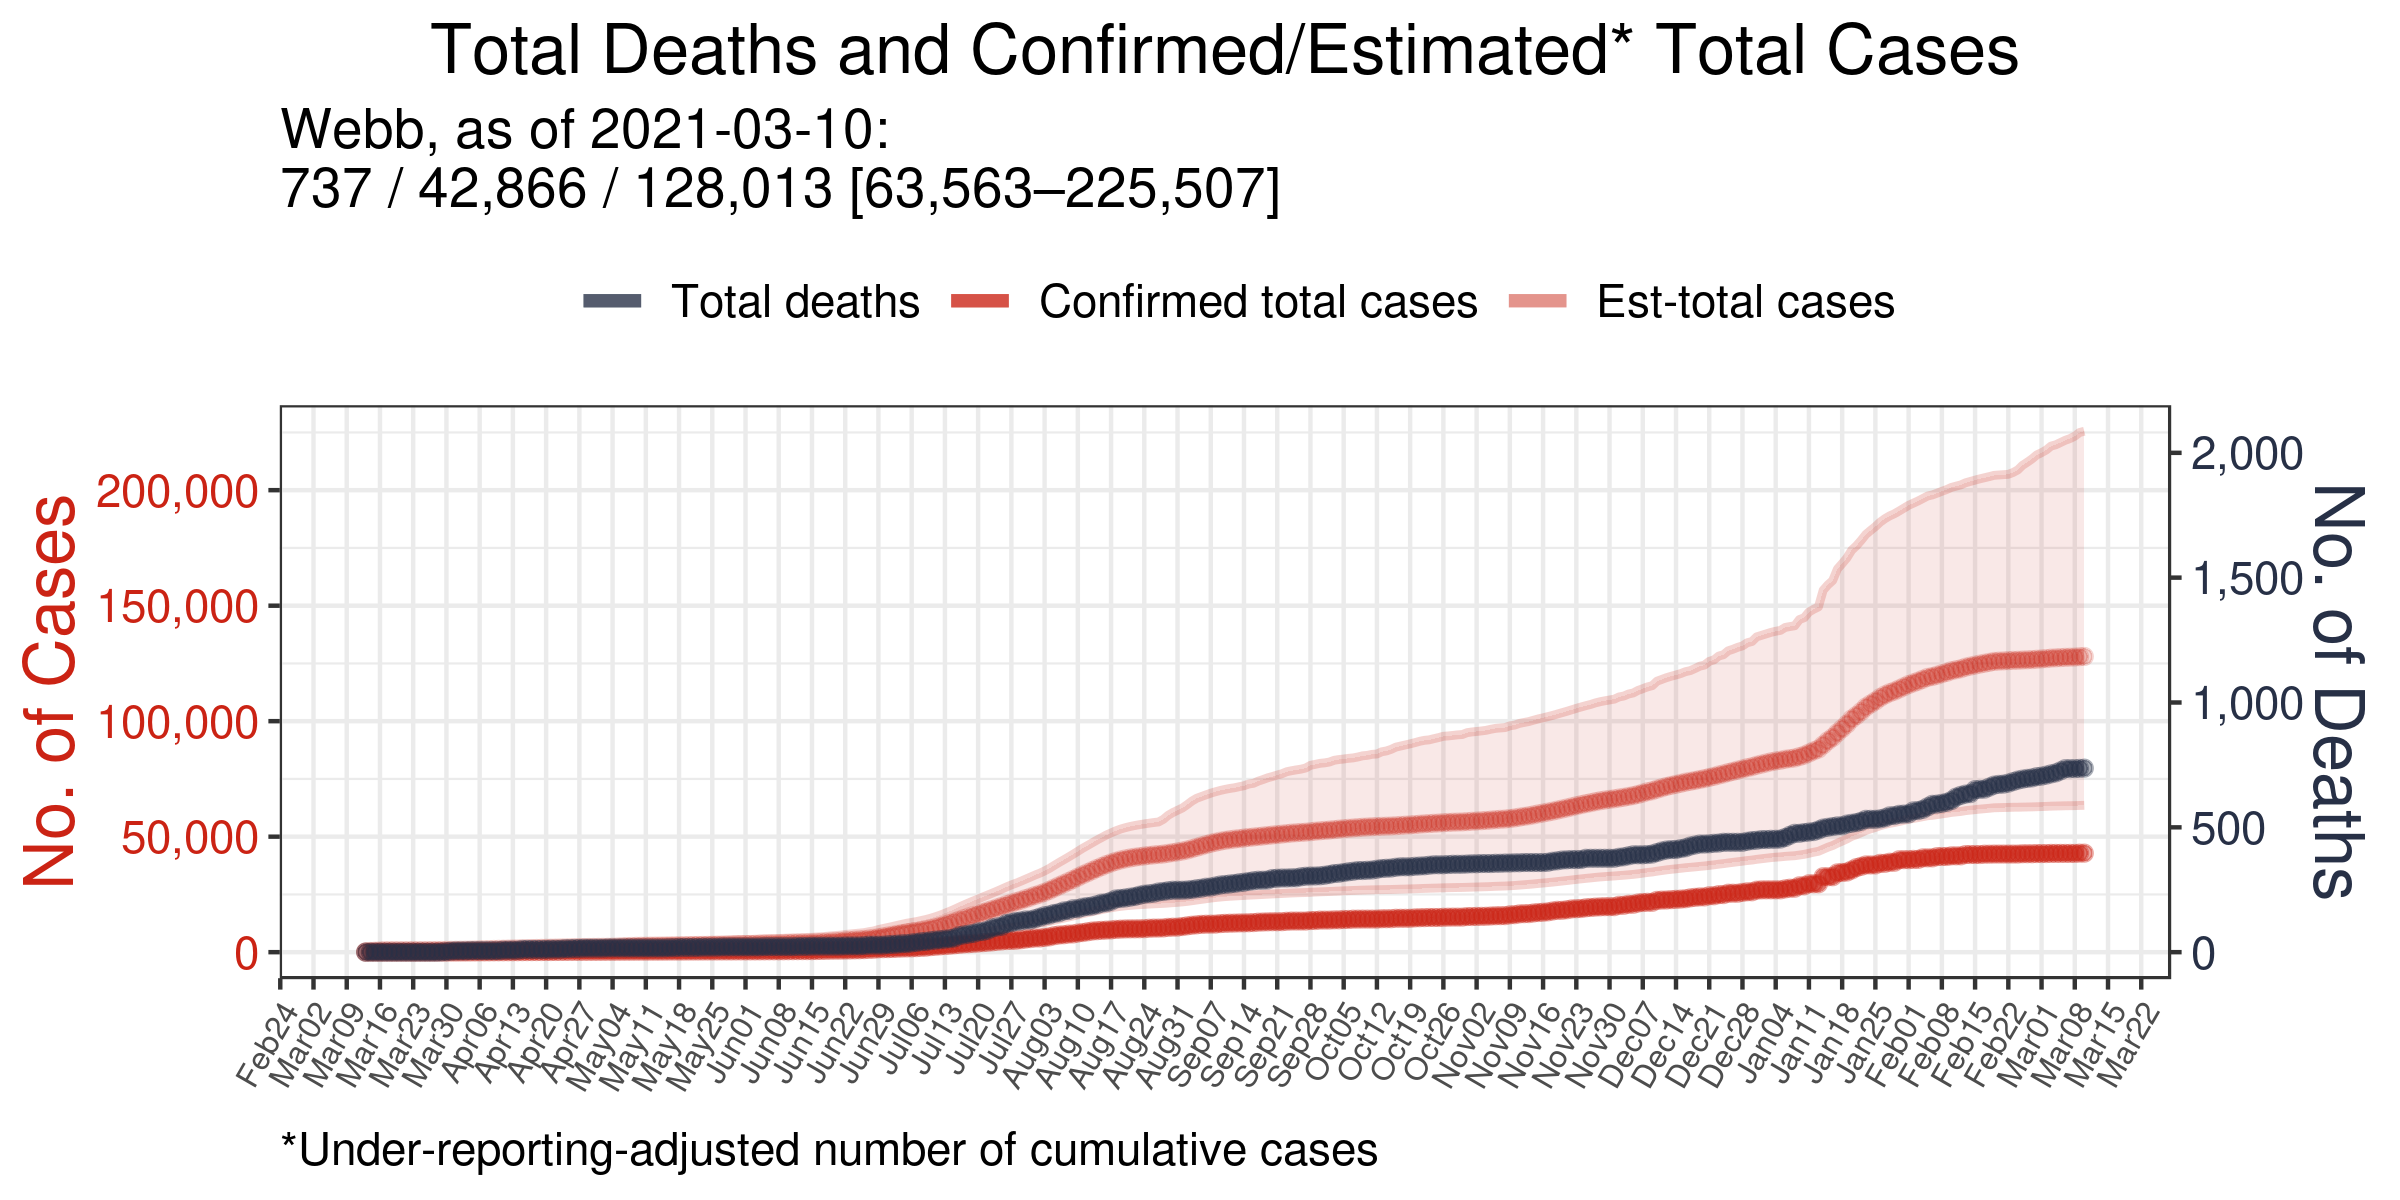 Total Deaths and Confirmed/Estimated* Total Cases
Webb, as of 2021-03-10:
737 / 42,866 / 128,013 [63,563–225,507]
Total deaths
Confirmed total cases
Est-total cases
No. of Cases
200,000
150,000
100,000
50,000
0
2,000
1,500
1,000
500
0
No. of Deaths
Feb24
Mar02
Mar09
Mar16
Mar23
Mar30
Apr06
Apr13
Apr20
Apr27
May04
May11
May18
May25
Jun01
Jun08
Jun15
Jun22
Jun29
Jul06
Jul13
Jul20
Jul27
Aug03
Aug10
Aug17
Aug24
Aug31
Sep07
Sep14
Sep21
Sep28
Oct05
Oct12
Oct19
Oct26
Nov02
Nov09
Nov16
Nov23
Nov30
Dec07
Dec14
Dec21
Dec28
Jan04
Jan11
Jan18
Jan25
Feb01
Feb08
Feb15
Feb22
Mar01
Mar08
Mar15
Mar22
*Under-reporting-adjusted number of cumulative cases